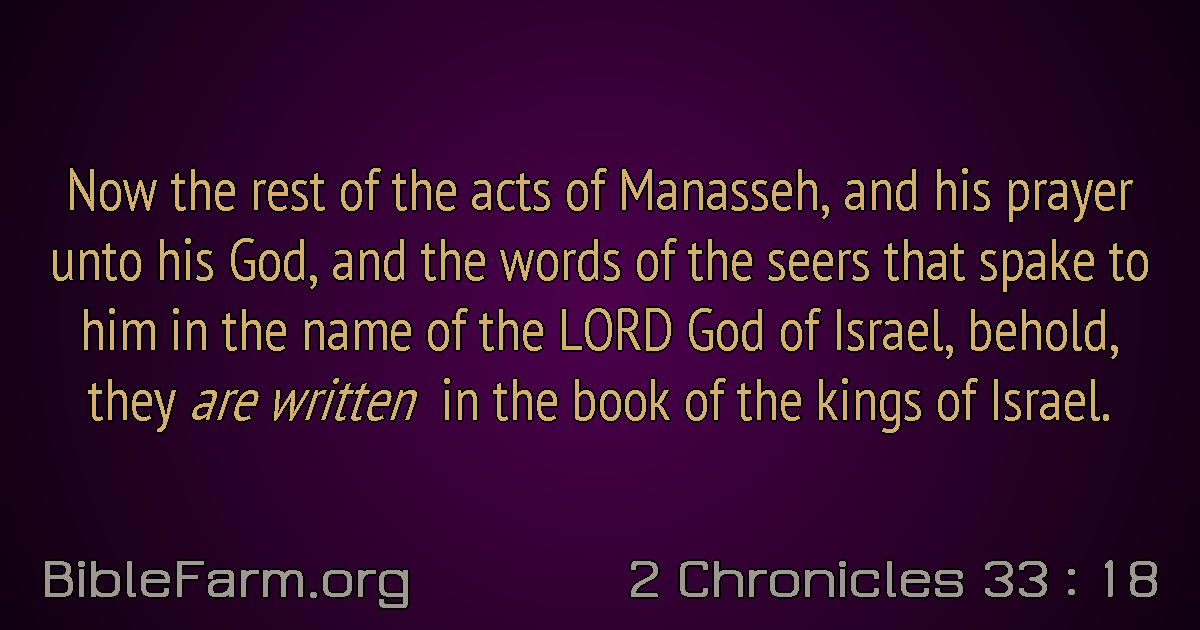 Now the rest of the acts of Manasseh, and his prayer
unto his God, and the words of the seers that spake to
him in the name of the LORD God of Israel, behold,
they are written in the book of the kings of Israel.
BibleFarm.org
2 Chronicles 33 : 18